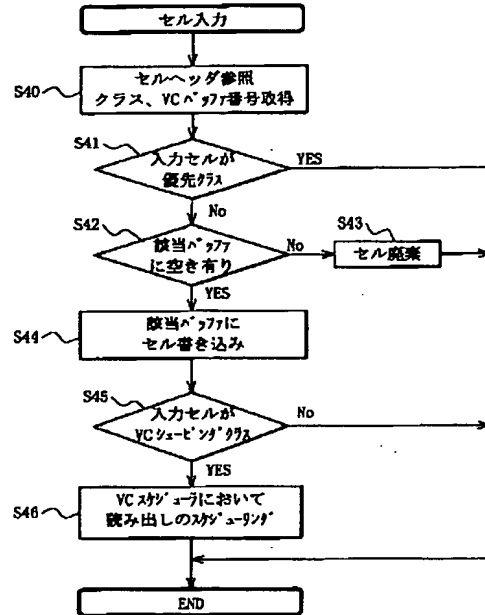 セル入力
S40
セルヘッダ参照
クラス、VCバッファ番号取得
S41
入力セルが
優先クラス
YES
No
S42
該当バッファ
に空き有り
No
S43
セル廃棄
YES
S44
該当バッファに
セル書き込み
S45
入力セルが
VCシェーピングクラス
No
YES
S46
VCスケジューラにおいて
読み出しのスケジューリング
END